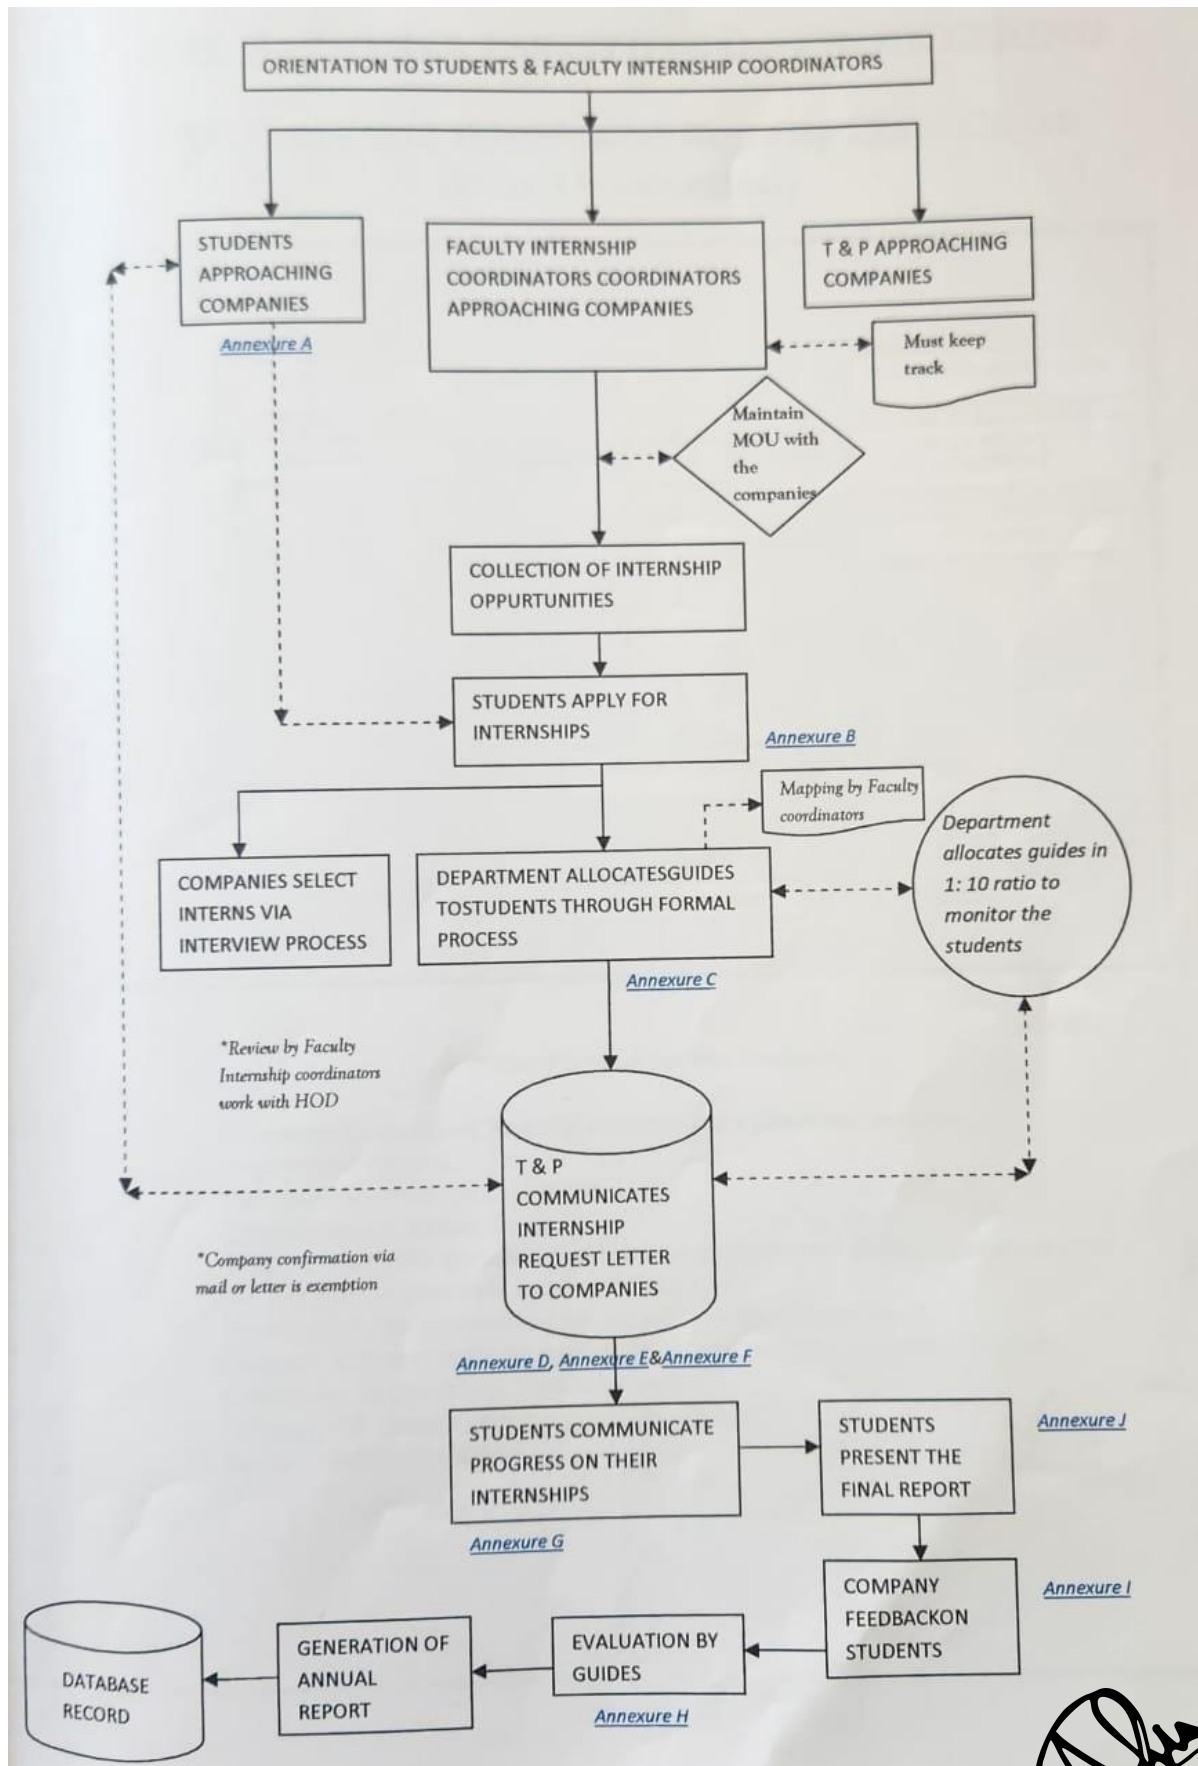 ORIENTATION TO STUDENTS & FACULTY INTERNSHIP COORDINATORS
STUDENTS
APPROACHING
COMPANIES
Annexure A
FACULTY INTERNSHIP
COORDINATORS COORDINATORS
APPROACHING COMPANIES
T & P APPROACHING
COMPANIES
Must keep
track
Maintain
MOU with
the
companies
COLLECTION OF INTERNSHIP
OPPURTUNITIES
STUDENTS APPLY FOR
INTERNSHIPS
Annexure B
Mapping by Faculty
coordinators
COMPANIES SELECT
INTERNS VIA
INTERVIEW PROCESS
DEPARTMENT ALLOCATESGUIDES
TOSTUDENTS THROUGH FORMAL
PROCESS
Annexure C
Department
allocates guides in
1: 10 ratio to
monitor the
students
*Review by Faculty
Internship coordinators
work with HOD
T & P
COMMUNICATES
INTERNSHIP
REQUEST LETTER
TO COMPANIES
*Company confirmation via
mail or letter is exemption
Annexure D, Annexure E&Annexure F
STUDENTS COMMUNICATE
PROGRESS ON THEIR
INTERNSHIPS
Annexure G
STUDENTS
PRESENT THE
FINAL REPORT
Annexure J
COMPANY
FEEDBACKON
STUDENTS
Annexure I
EVALUATION BY
GUIDES
Annexure H
GENERATION OF
ANNUAL
REPORT
DATABASE
RECORD